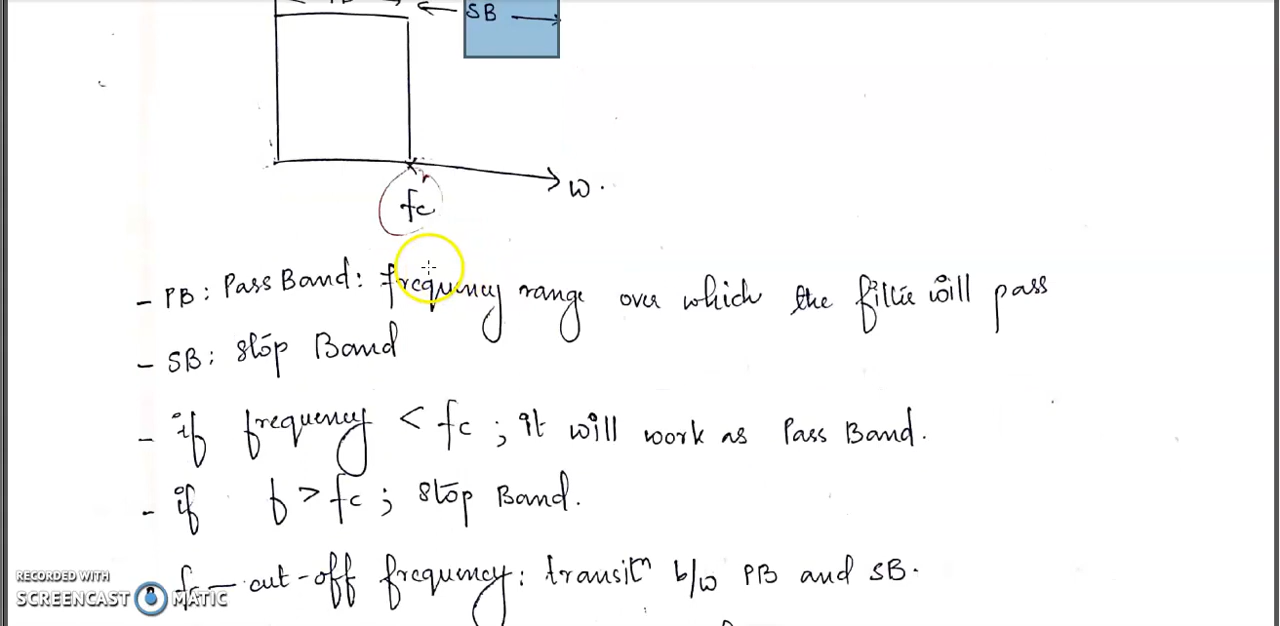 SB
w.
fc
- PB: Pass Band: frequency range over which the filtie will pass
- SB: Stop Band
- if frequency < fc ; it will work as Pass Band.
- if f > fc ; Stop Band.
fc - cut-off frequency: transitn b/w PB and SB.
RECORDED WITH
SCREENCAST MATIC